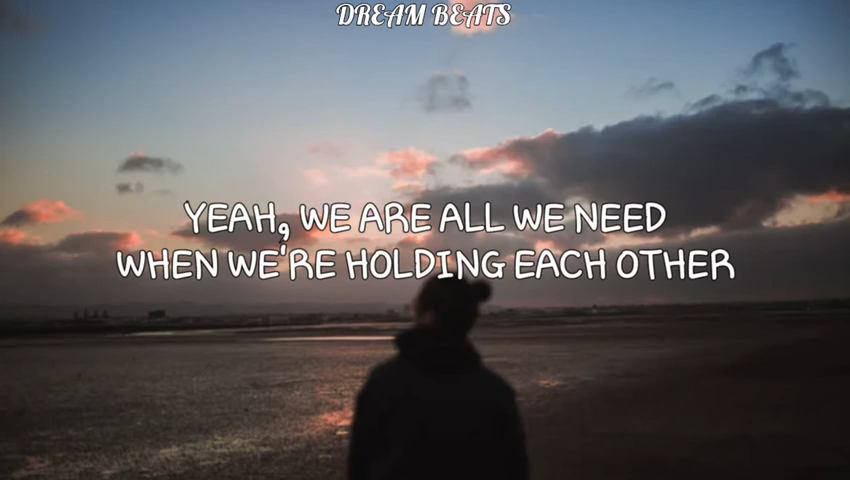 DREAM BEATS
YEAH, WE ARE ALL WE NEED
WHEN WE'RE HOLDING EACH OTHER